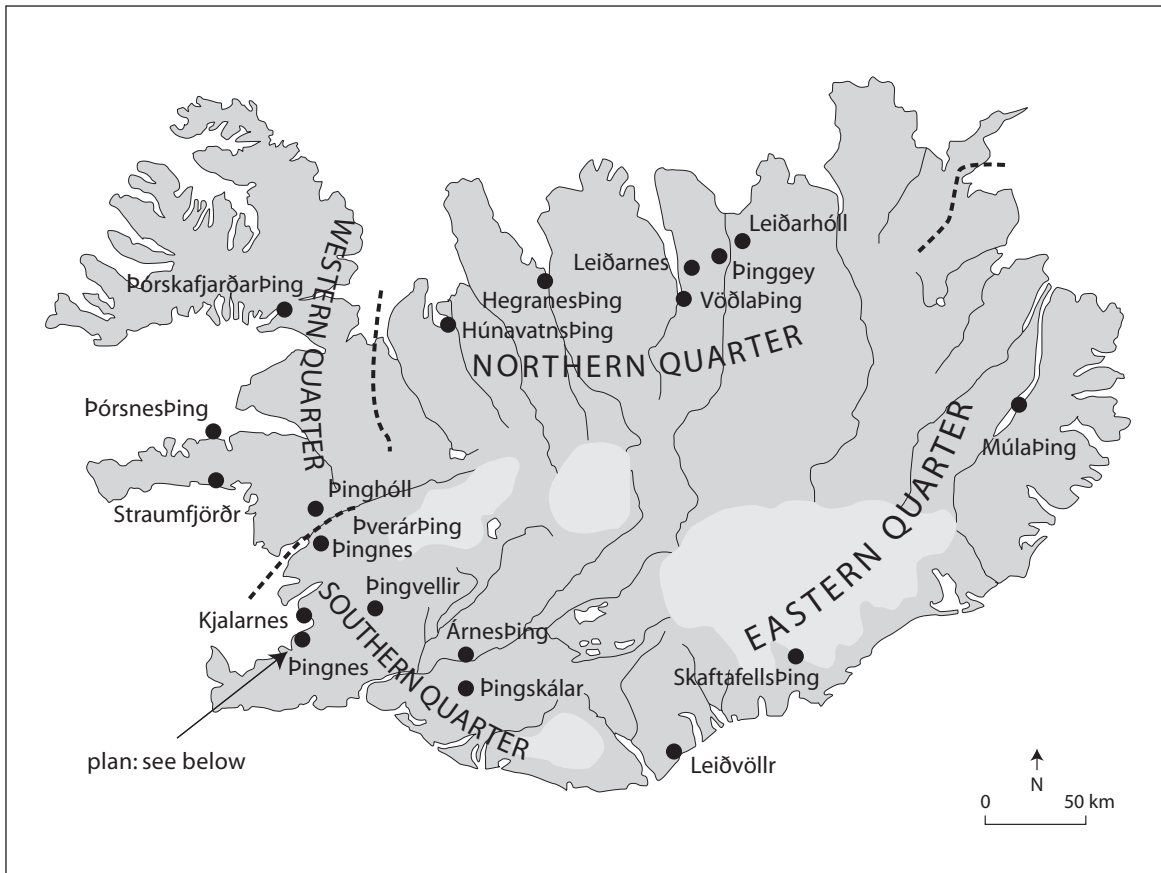 Leiðarhóll
WESTERN QUARTER
Leiðarnes
Þinggey
ÞórskafjarðarÞing
HegranesÞing
VöðlaÞing
HúnavatnsÞing
NORTHERN QUARTER
ÞórsnesÞing
EASTERN QUARTER
MúlaÞing
Þinghóll
Straumfjörðr
ÞverárÞing
Þingnes
Þingvellir
SOUTHERN QUARTER
Kjalarnes
ÁrnesÞing
Þingnes
SkaftafellsÞing
Þingskálar
plan: see below
Leiðvöllr
N
0 50 km